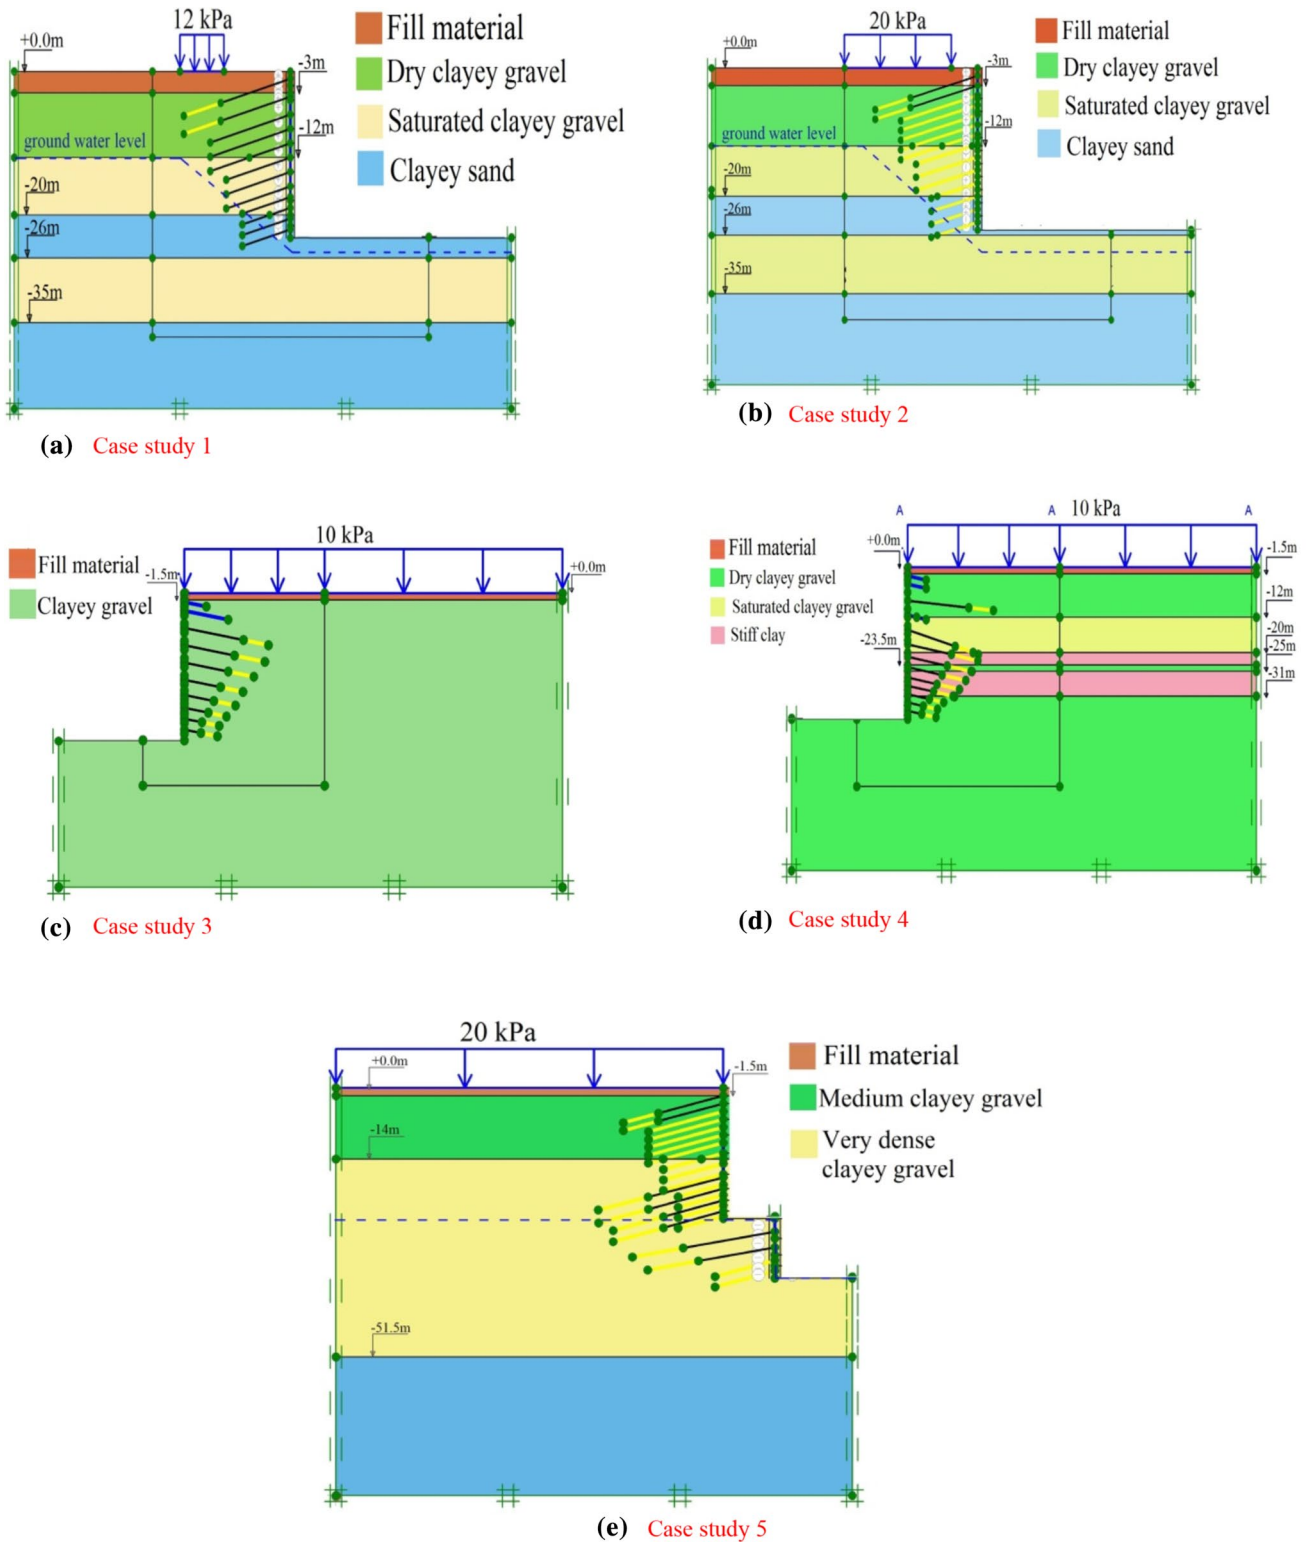 12 kPa
+0.0m
-3m
-12m
ground water level
-20m
-26m
-35m
Fill material
Dry clayey gravel
Saturated clayey gravel
Clayey sand
(a) Case study 1
20 kPa
+0.0m
-3m
-12m
ground water level
-20m
-26m
-35m
Fill material
Dry clayey gravel
Saturated clayey gravel
Clayey sand
(b) Case study 2
10 kPa
Fill material
Clayey gravel
-1.5m
+0.0m
(c) Case study 3
A A 10 kPa A
+0.0m
-1.5m
Fill material
Dry clayey gravel
Saturated clayey gravel
Stiff clay
-12m
-20m
-23.5m
-25m
-31m
(d) Case study 4
20 kPa
+0.0m
-1.5m
-14m
-51.5m
Fill material
Medium clayey gravel
Very dense
clayey gravel
(e) Case study 5